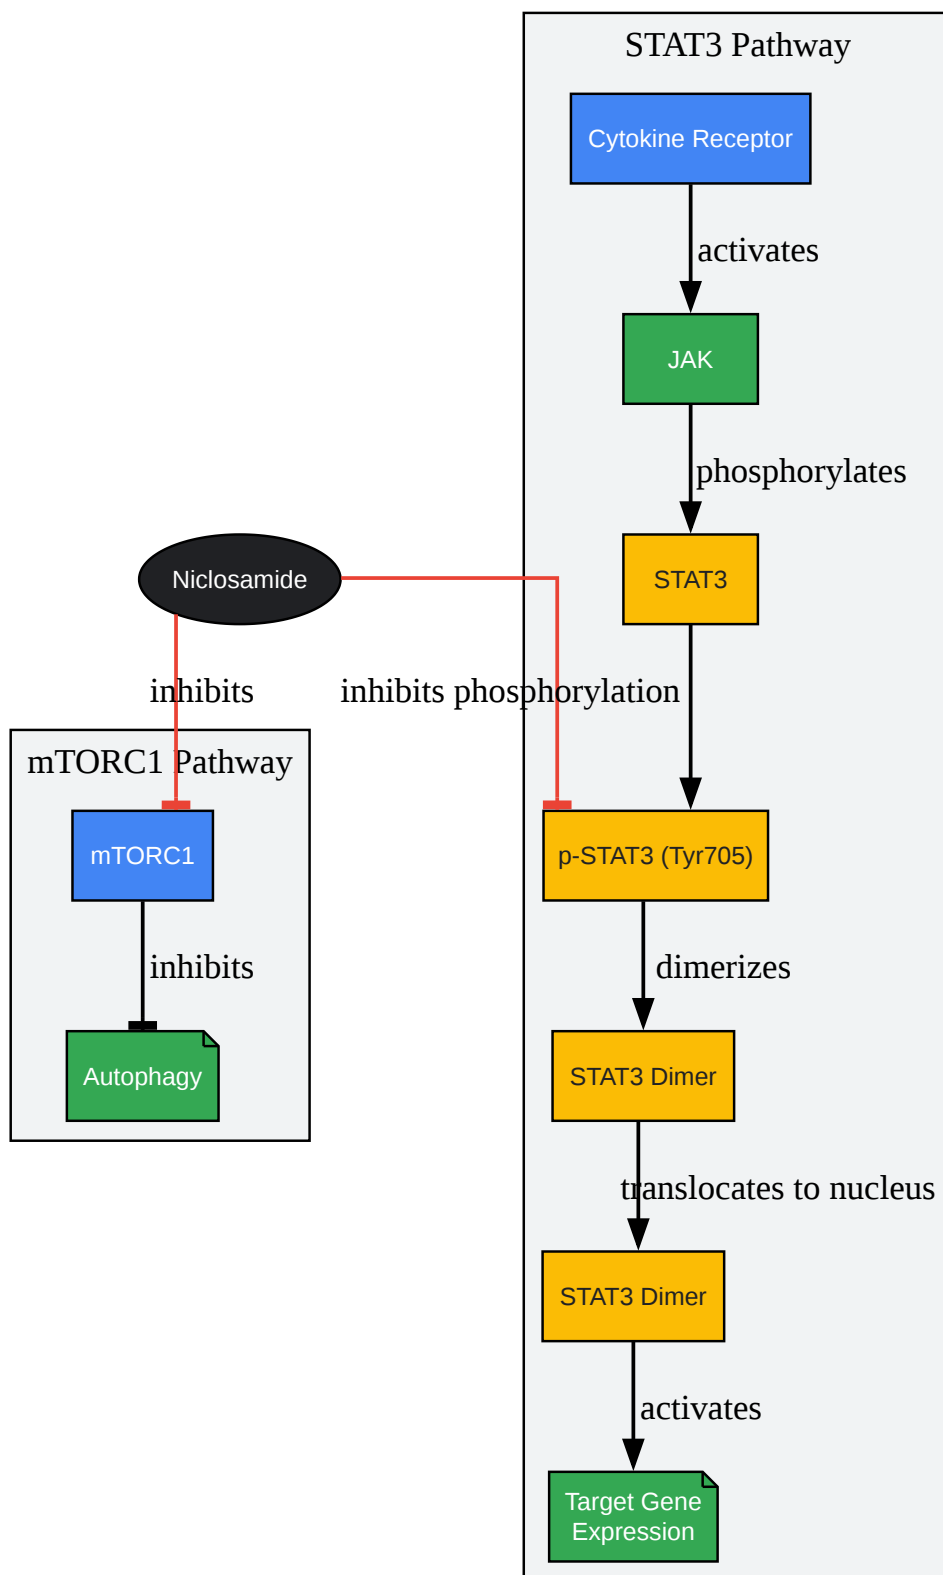 STAT3 Pathway
Cytokine Receptor
activates
JAK
phosphorylates
Niclosamide
STAT3
inhibits
inhibits phosphorylation
mTORC1 Pathway
mTORC1
p-STAT3 (Tyr705)
inhibits
dimerizes
Autophagy
STAT3 Dimer
translocates to nucleus
STAT3 Dimer
activates
Target Gene
Expression